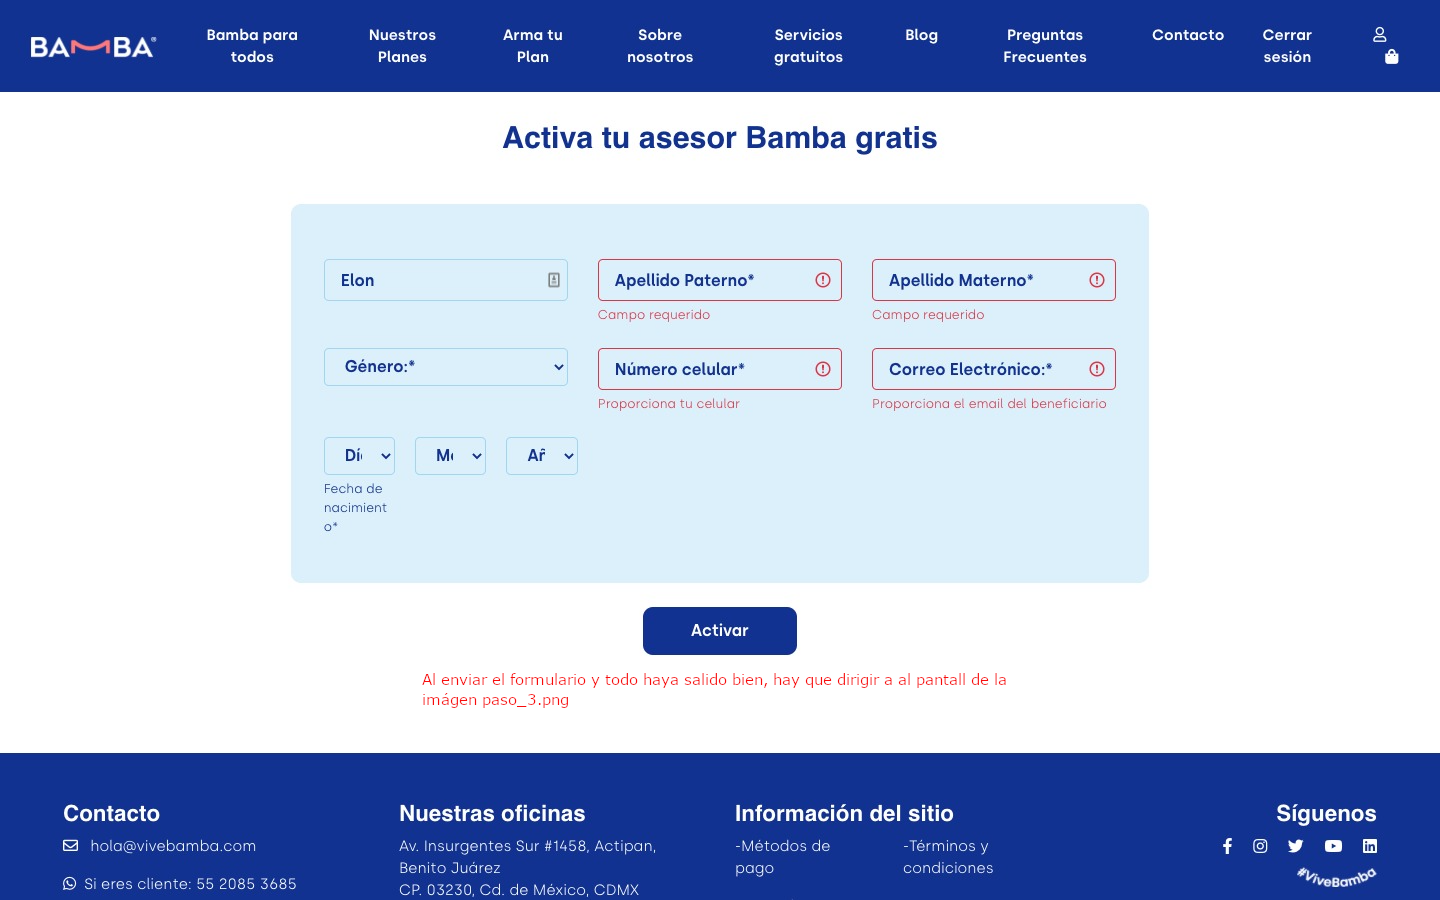 BAMBA®
Bamba para
todos
Nuestros
Planes
Arma tu
Plan
Sobre
nosotros
Servicios
gratuitos
Blog
Preguntas
Frecuentes
Contacto
Cerrar
sesión
Activa tu asesor Bamba gratis
Elon
Apellido Paterno*
Apellido Materno*
Campo requerido
Campo requerido
Género:*
Número celular*
Correo Electrónico:*
Proporciona tu celular
Proporciona el email del beneficiario
Fecha de
nacimient
o*
Activar
Al enviar el formulario y todo haya salido bien, hay que dirigir a al pantall de la
imágen paso_3.png
Contacto
hola@vivebamba.com
Si eres cliente: 55 2085 3685
Nuestras oficinas
Av. Insurgentes Sur #1458, Actipan,
Benito Juárez
CP. 03230, Cd. de México, CDMX
Información del sitio
-Métodos de
pago
-Términos y
condiciones
Síguenos
#ViveBamba